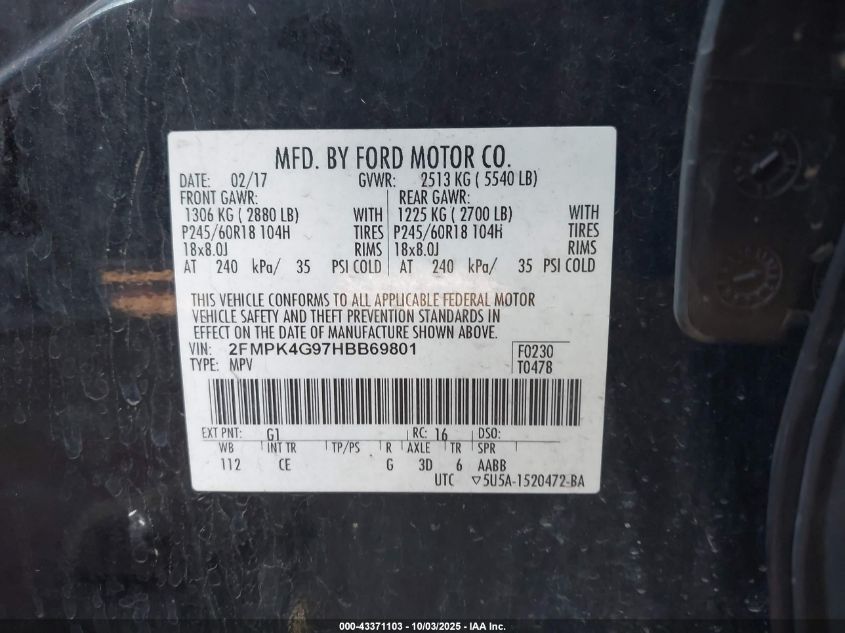 MFD. BY FORD MOTOR CO.
DATE: 02/17 GVWR: 2513 KG ( 5540 LB)
FRONT GAWR: REAR GAWR:
1306 KG ( 2880 LB) WITH 1225 KG ( 2700 LB) WITH
P245/60R18 104H TIRES P245/60R18 104H TIRES
18x8.0J RIMS 18x8.0J RIMS
AT 240 kPa/ 35 PSI COLD AT 240 kPa/ 35 PSI COLD
THIS VEHICLE CONFORMS TO ALL APPLICABLE FEDERAL MOTOR
VEHICLE SAFETY AND THEFT PREVENTION STANDARDS IN
EFFECT ON THE DATE OF MANUFACTURE SHOWN ABOVE.
VIN: 2FMPK4G97HBB69801 F0230
TYPE: MPV T0478
EXT PNT: G1 RC: 16 DSO:
WB INT TR TP/PS R AXLE TR SPR
112 CE G 3D 6 AABB
UTC ▽5U5A-1520472-BA
000-43371103 - 10/03/2025 - IAA Inc.